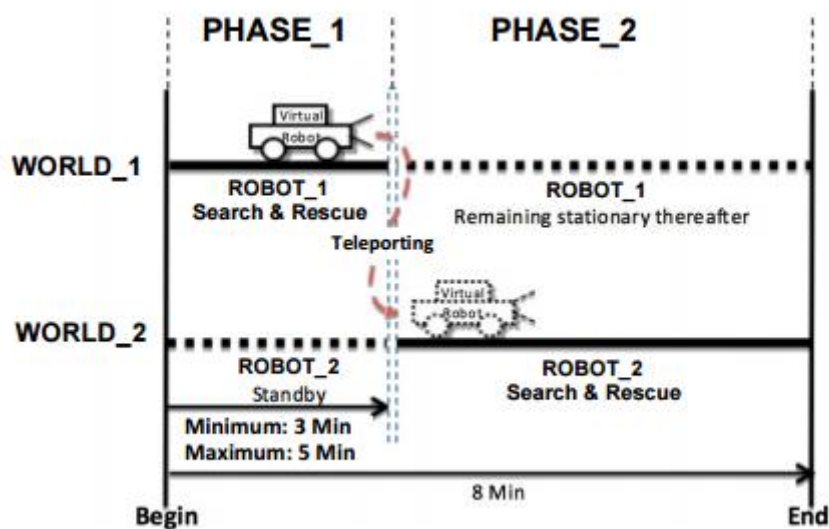 PHASE_1
PHASE_2
Virtual
Robot
WORLD_1
ROBOT_1
Search & Rescue
ROBOT_1
Remaining stationary thereafter
Teleporting
Virtual
Robot
WORLD_2
ROBOT_2
Standby
ROBOT_2
Search & Rescue
Minimum: 3 Min
Maximum: 5 Min
8 Min
Begin
End